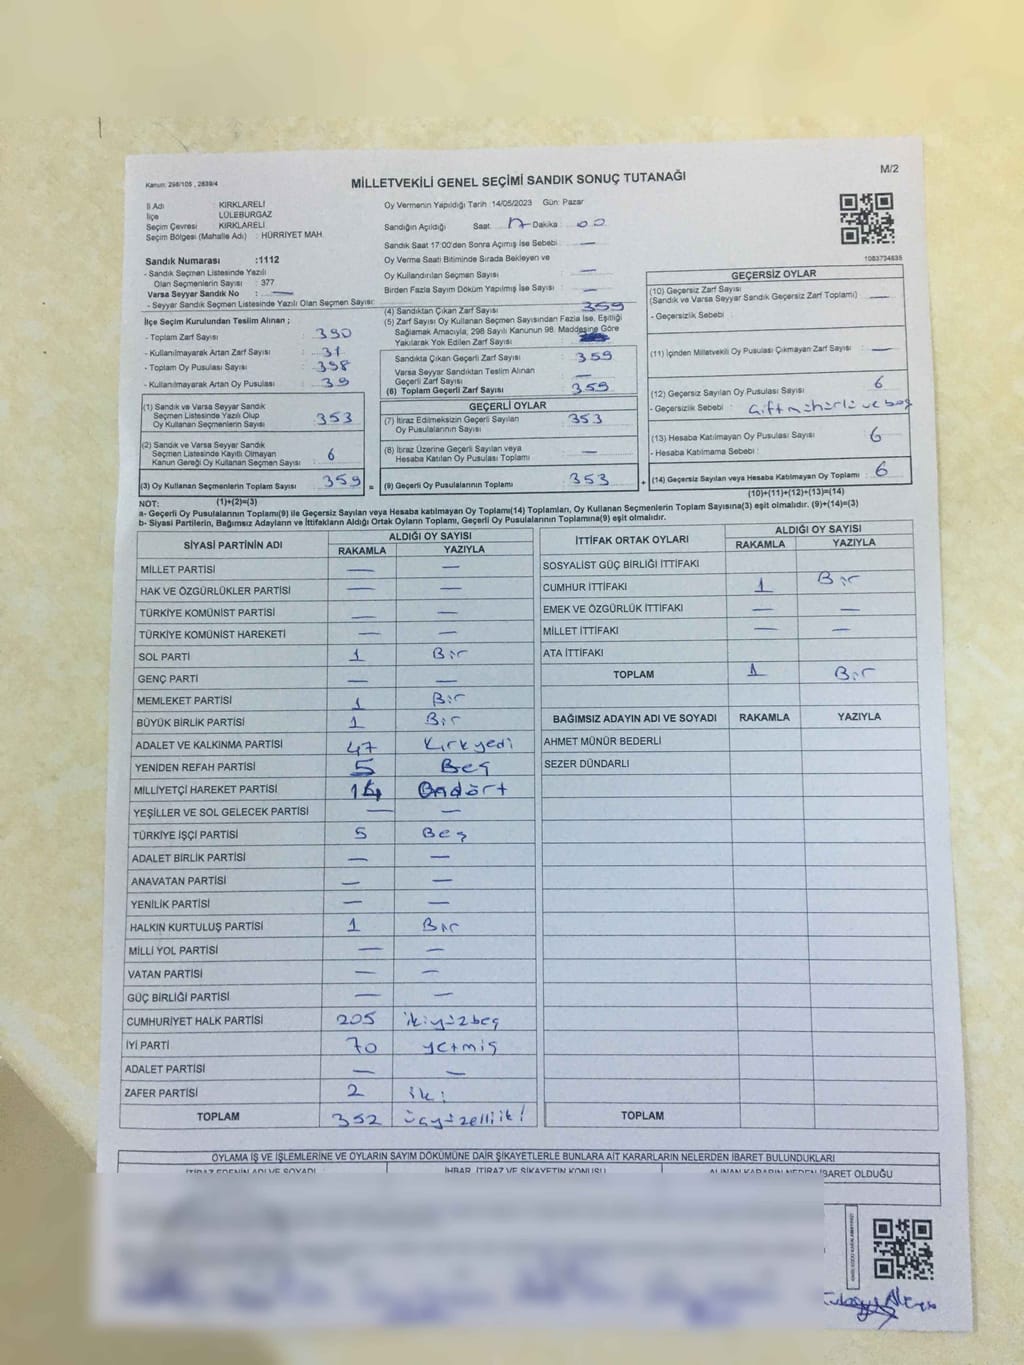 Kanun: 298/105 , 2839/4
MİLLETVEKİLİ GENEL SEÇİMİ SANDIK SONUÇ TUTANAĞI
M/2
İl Adı : KIRKLARELİ
İlçe : LÜLEBURGAZ
Seçim Çevresi : KIRKLARELİ
Seçim Bölgesi (Mahalle Adı) : HÜRRİYET MAH.
Sandık Numarası :1112
- Sandık Seçmen Listesinde Yazılı
Olan Seçmenlerin Sayısı : 377
Varsa Seyyar Sandık No : —
- Seyyar Sandık Seçmen Listesinde Yazılı Olan Seçmen Sayısı:
İlçe Seçim Kurulundan Teslim Alınan ;
- Toplam Zarf Sayısı : 390
- Kullanılmayarak Artan Zarf Sayısı : 31
- Toplam Oy Pusulası Sayısı : 398
- Kullanılmayarak Artan Oy Pusulası : 39
(1) Sandık ve Varsa Seyyar Sandık
Seçmen Listesinde Yazılı Olup
Oy Kullanan Seçmenlerin Sayısı : 353
(2) Sandık ve Varsa Seyyar Sandık
Seçmen Listesinde Kayıtlı Olmayan
Kanun Gereği Oy Kullanan Seçmen Sayısı : 6
(3) Oy Kullanan Seçmenlerin Toplam Sayısı : 359 =
(1)+(2)=(3)
Oy Vermenin Yapıldığı Tarih :14/05/2023 Gün: Pazar
Sandığın Açıldığı Saat: 17 Dakika : 00
Sandık Saat 17:00'den Sonra Açımış İse Sebebi : —
Oy Verme Saati Bitiminde Sırada Bekleyen ve
Oy Kullandırılan Seçmen Sayısı : —
Birden Fazla Sayım Döküm Yapılmış İse Sayısı : —
(4) Sandıktan Çıkan Zarf Sayısı : 359
(5) Zarf Sayısı Oy Kullanan Seçmen Sayısından Fazla İse, Eşitliği
Sağlamak Amacıyla, 298 Sayılı Kanunun 98. Maddesine Göre
Yakılarak Yok Edilen Zarf Sayısı :
Sandıkta Çıkan Geçerli Zarf Sayısı : 359
Varsa Seyyar Sandıktan Teslim Alınan
Geçerli Zarf Sayısı : —
(6) Toplam Geçerli Zarf Sayısı : 359
GEÇERLİ OYLAR
(7) İtiraz Edilmeksizin Geçerli Sayılan
Oy Pusulalarının Sayısı : 353
(8) İtiraz Üzerine Geçerli Sayılan veya
Hesaba Katılan Oy Pusulası Toplamı : —
(9) Geçerli Oy Pusulalarının Toplamı : 353 +
1083734835
GEÇERSİZ OYLAR
(10) Geçersiz Zarf Sayısı
(Sandık ve Varsa Seyyar Sandık Geçersiz Zarf Toplamı) : —
- Geçersizlik Sebebi :
(11) İçinden Milletvekili Oy Pusulası Çıkmayan Zarf Sayısı : —
(12) Geçersiz Sayılan Oy Pusulası Sayısı : 6
- Geçersizlik Sebebi : Çift mühürlü ve boş
(13) Hesaba Katılmayan Oy Pusulası Sayısı : 6
- Hesaba Katılmama Sebebi :
(14) Geçersiz Sayılan veya Hesaba Katılmayan Oy Toplamı : 6
(10)+(11)+(12)+(13)=(14)
NOT:
a- Geçerli Oy Pusulalarının Toplamı(9) ile Geçersiz Sayılan veya Hesaba katılmayan Oy Toplamı(14) Toplamları, Oy Kullanan Seçmenlerin Toplam Sayısına(3) eşit olmalıdır. (9)+(14)=(3)
b- Siyasi Partilerin, Bağımsız Adayların ve İttifakların Aldığı Ortak Oyların Toplamı, Geçerli Oy Pusulalarının Toplamına(9) eşit olmalıdır.
SİYASİ PARTİNİN ADI ALDIĞI OY SAYISI
RAKAMLA YAZIYLA
MİLLET PARTİSİ — —
HAK VE ÖZGÜRLÜKLER PARTİSİ — —
TÜRKİYE KOMÜNİST PARTİSİ — —
TÜRKİYE KOMÜNİST HAREKETİ — —
SOL PARTİ 1 Bir
GENÇ PARTİ — —
MEMLEKET PARTİSİ 1 Bir
BÜYÜK BİRLİK PARTİSİ 1 Bir
ADALET VE KALKINMA PARTİSİ 47 Kırkyedi
YENİDEN REFAH PARTİSİ 5 Beş
MİLLİYETÇİ HAREKET PARTİSİ 14 Ondört
YEŞİLLER VE SOL GELECEK PARTİSİ — —
TÜRKİYE İŞÇİ PARTİSİ 5 Beş
ADALET BİRLİK PARTİSİ — —
ANAVATAN PARTİSİ — —
YENİLİK PARTİSİ — —
HALKIN KURTULUŞ PARTİSİ 1 Bir
MİLLİ YOL PARTİSİ — —
VATAN PARTİSİ — —
GÜÇ BİRLİĞİ PARTİSİ — —
CUMHURİYET HALK PARTİSİ 205 ikiyüzbeş
İYİ PARTİ 70 yetmiş
ADALET PARTİSİ — —
ZAFER PARTİSİ 2 iki
TOPLAM 352 üçyüzelliiki
İTTİFAK ORTAK OYLARI ALDIĞI OY SAYISI
RAKAMLA YAZIYLA
SOSYALİST GÜÇ BİRLİĞİ İTTİFAKI
CUMHUR İTTİFAKI 1 Bir
EMEK VE ÖZGÜRLÜK İTTİFAKI — —
MİLLET İTTİFAKI — —
ATA İTTİFAKI
TOPLAM 1 Bir
BAĞIMSIZ ADAYIN ADI VE SOYADI RAKAMLA YAZIYLA
AHMET MÜNÜR BEDERLİ
SEZER DÜNDARLI
TOPLAM
OYLAMA İŞ VE İŞLEMLERİNE VE OYLARIN SAYIM DÖKÜMÜNE DAİR ŞİKAYETLERLE BUNLARA AİT KARARLARIN NELERDEN İBARET BULUNDUKLARI
İTİRAZ EDENİN ADI VE SOYADI İHBAR, İTİRAZ VE ŞİKAYETİN KONUSU ALINAN KARARIN NEDEN İBARET OLDUĞU